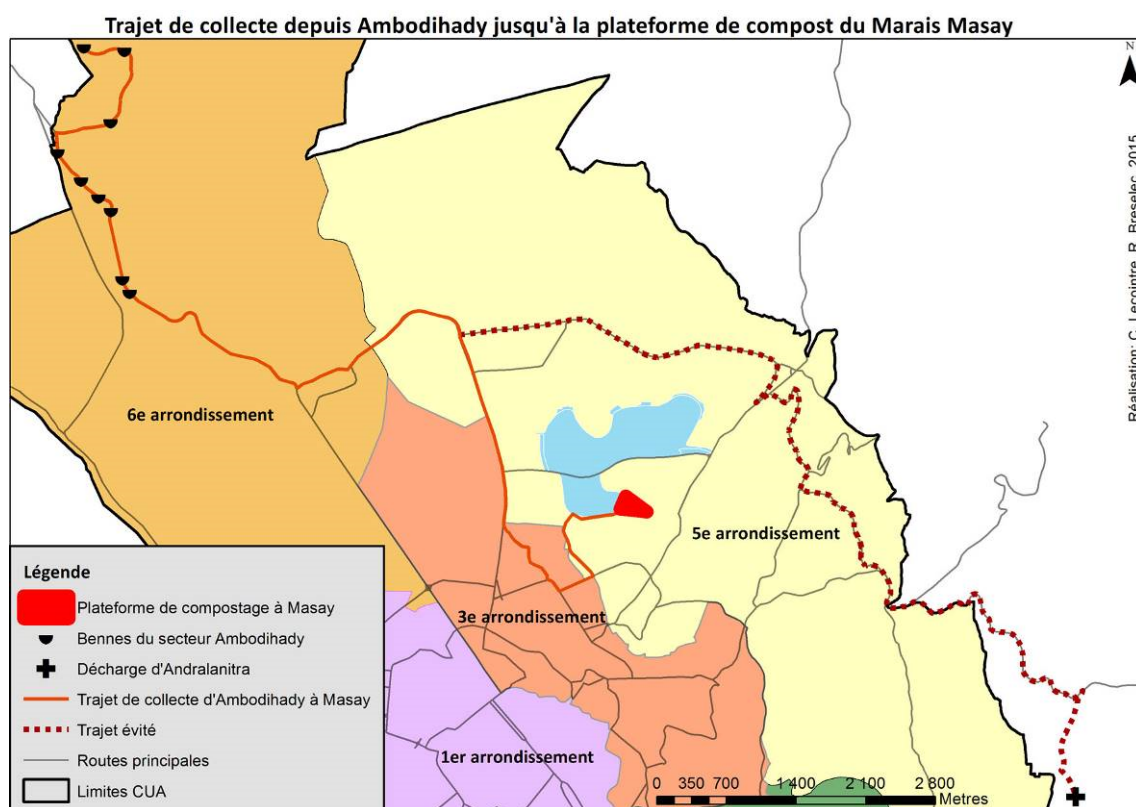 Trajet de collecte depuis Ambodihady jusqu'à la plateforme de compost du Marais Masay
N
Réalisation: C. Lecointre, R. Breselec, 2015
6e arrondissement
5e arrondissement
3e arrondissement
1er arrondissement
Légende
Plateforme de compostage à Masay
Bennes du secteur Ambodihady
Décharge d'Andralanitra
Trajet de collecte d'Ambodihady à Masay
Trajet évité
Routes principales
Limites CUA
0 350 700 1 400 2 100 2 800
Metres